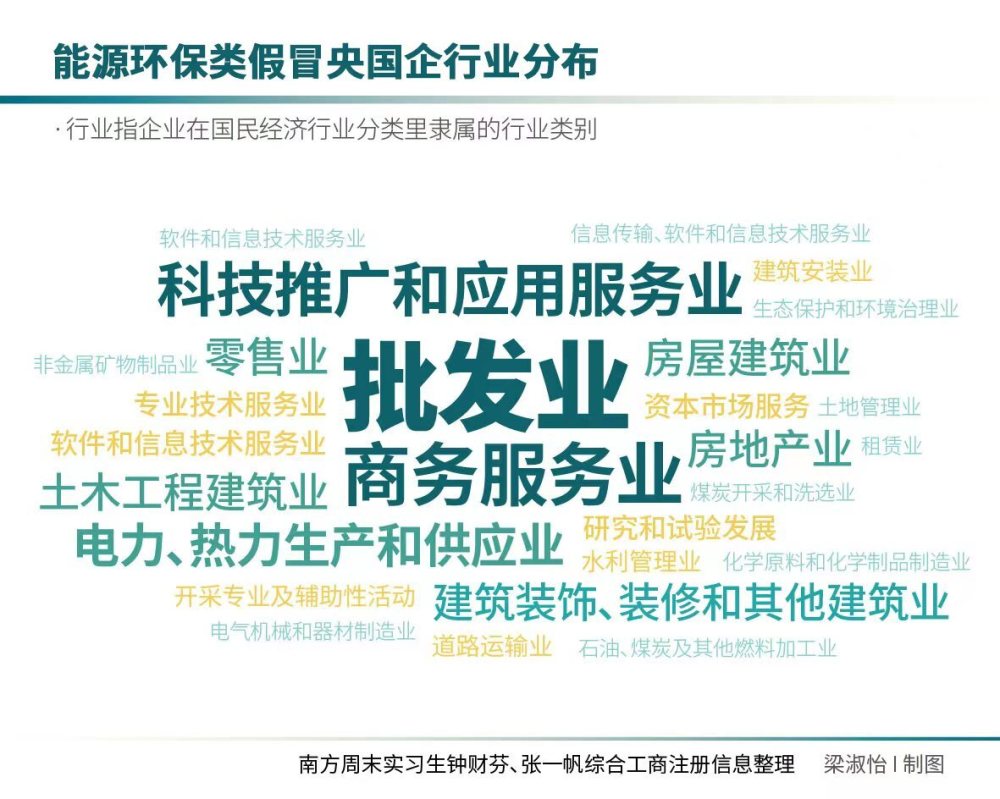 能源环保类假冒央国企行业分布
·行业指企业在国民经济行业分类里隶属的行业类别
软件和信息技术服务业
信息传输、软件和信息技术服务业
科技推广和应用服务业
建筑安装业
生态保护和环境治理业
非金属矿物制品业
零售业
批发业
房屋建筑业
专业技术服务业
资本市场服务
土地管理业
软件和信息技术服务业
商务服务业
房地产业
租赁业
土木工程建筑业
煤炭开采和洗选业
电力、热力生产和供应业
研究和试验发展
水利管理业
化学原料和化学制品制造业
开采专业及辅助性活动
建筑装饰、装修和其他建筑业
电气机械和器材制造业
道路运输业
石油、煤炭及其他燃料加工业
南方周末实习生钟财芬、张一帆综合工商注册信息整理 梁淑怡|制图